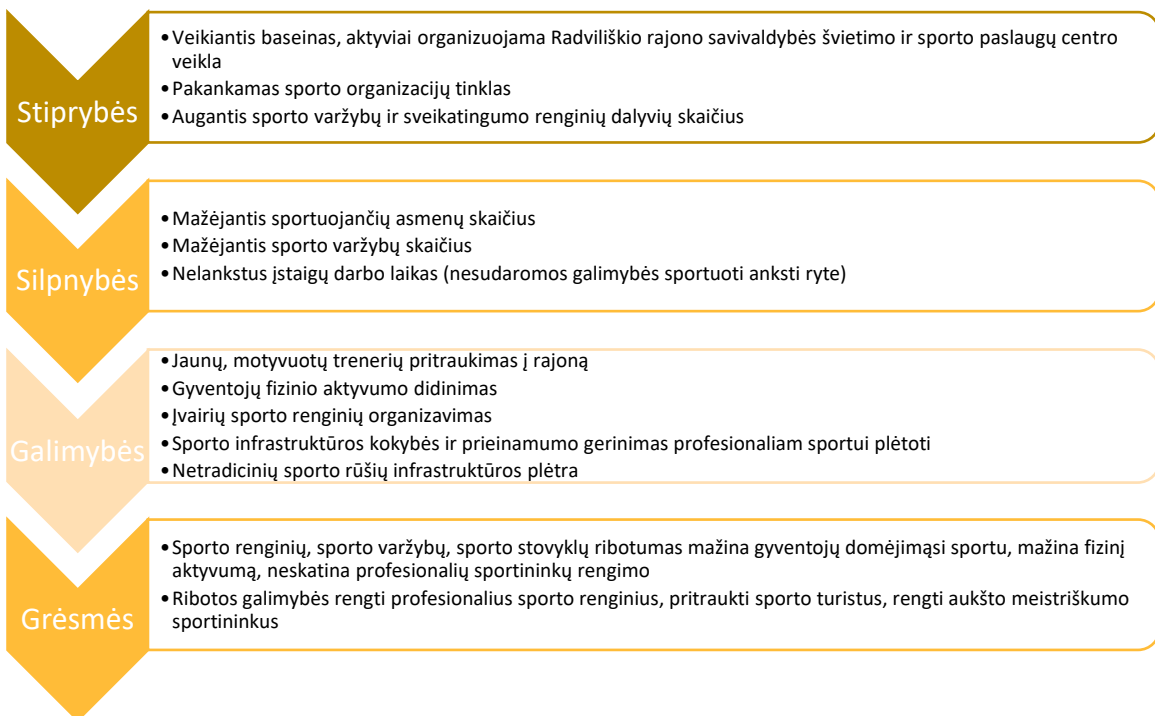 Stiprybės
•Veikiantis baseinas, aktyviai organizuojama Radviliškio rajono savivaldybės švietimo ir sporto paslaugų centro
veikla
•Pakankamas sporto organizacijų tinklas
•Augantis sporto varžybų ir sveikatingumo renginių dalyvių skaičius
Silpnybės
•Mažėjantis sportuojančių asmenų skaičius
•Mažėjantis sporto varžybų skaičius
•Nelankstus įstaigų darbo laikas (nesudaromos galimybės sportuoti anksti ryte)
Galimybės
•Jaunų, motyvuotų trenerių pritraukimas į rajoną
•Gyventojų fizinio aktyvumo didinimas
•Įvairių sporto renginių organizavimas
•Sporto infrastruktūros kokybės ir prieinamumo gerinimas profesionaliam sportui plėtoti
•Netradicinių sporto rūšių infrastruktūros plėtra
Grėsmės
•Sporto renginių, sporto varžybų, sporto stovyklų ribotumas mažina gyventojų domėjimąsi sportu, mažina fizinį
aktyvumą, neskatina profesionalių sportininkų rengimo
•Ribotos galimybės rengti profesionalius sporto renginius, pritraukti sporto turistus, rengti aukšto meistriškumo
sportininkus